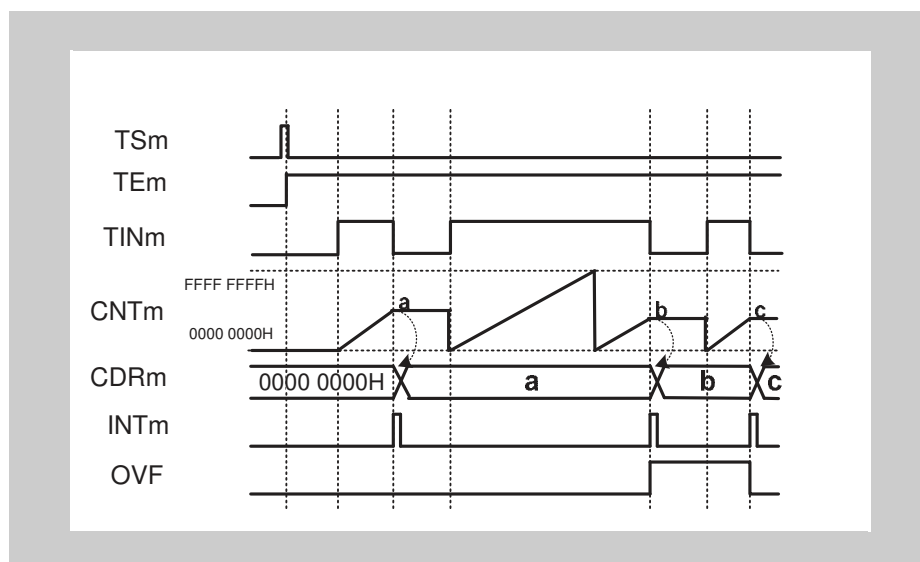 TSm
TEm
TINm
FFFF FFFFH
CNTm
a
b
c
0000 0000H
CDRm
0000 0000H
a
b
c
INTm
OVF